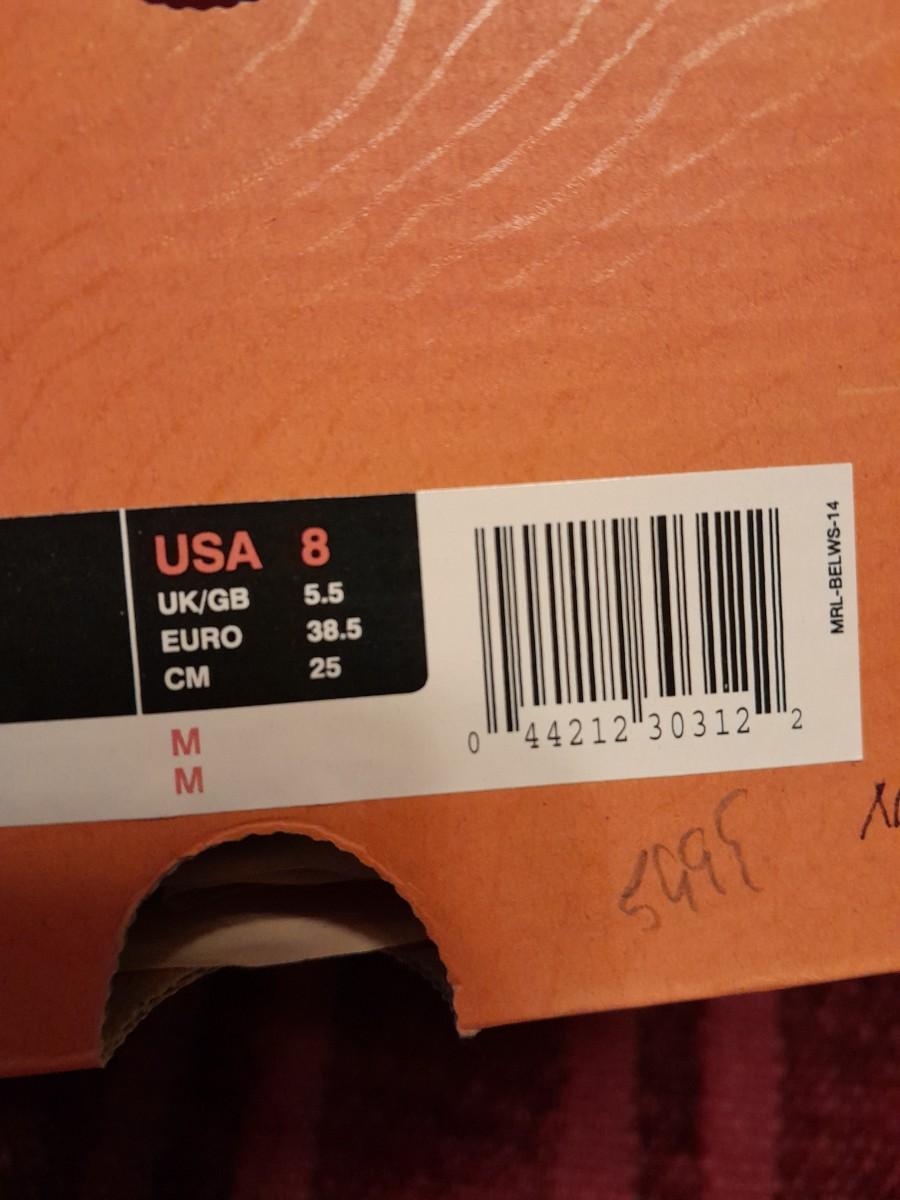 USA 8
UK/GB 5.5
EURO 38.5
CM 25
M
M
0 44212 30312 2
MRL-BELWS-14